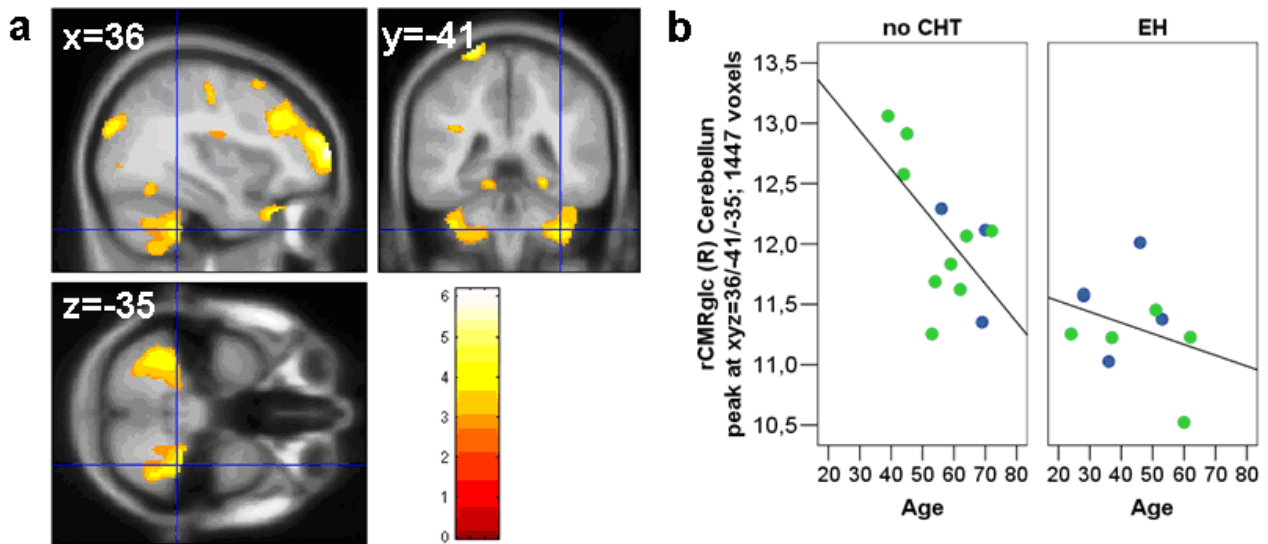 a
x=36
y=-41
z=-35
6
5
4
3
2
1
0
b
no CHT
EH
rCMRglc (R) Cerebellun
peak at xyz=36/-41/-35; 1447 voxels
13,5
13,0
12,5
12,0
11,5
11,0
10,5
20 30 40 50 60 70 80
20 30 40 50 60 70 80
Age
Age